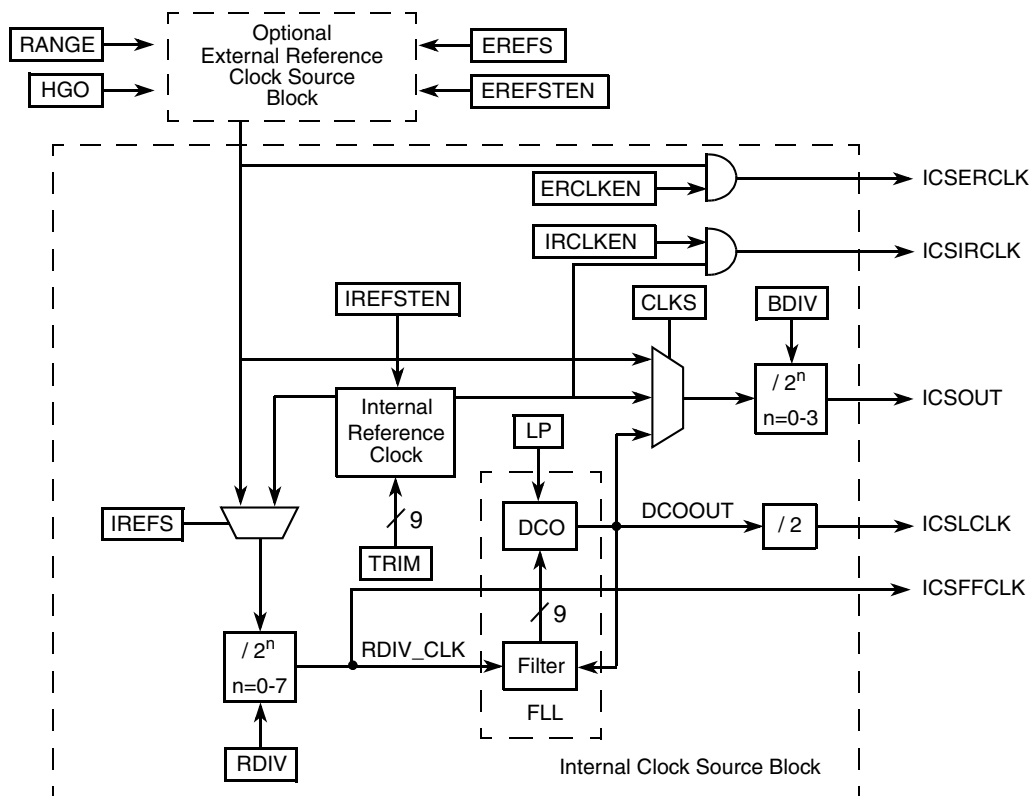 Optional
External Reference
Clock Source
Block
RANGE
HGO
EREFS
EREFSTEN
ERCLKEN
ICSERCLK
IRCLKEN
ICSIRCLK
IREFSTEN
CLKS
BDIV
Internal
Reference
Clock
/ 2ⁿ
n=0-3
ICSOUT
LP
IREFS
9
TRIM
DCO
DCOOUT
/ 2
ICSLCLK
ICSFFCLK
9
/ 2ⁿ
n=0-7
RDIV_CLK
Filter
FLL
RDIV
Internal Clock Source Block